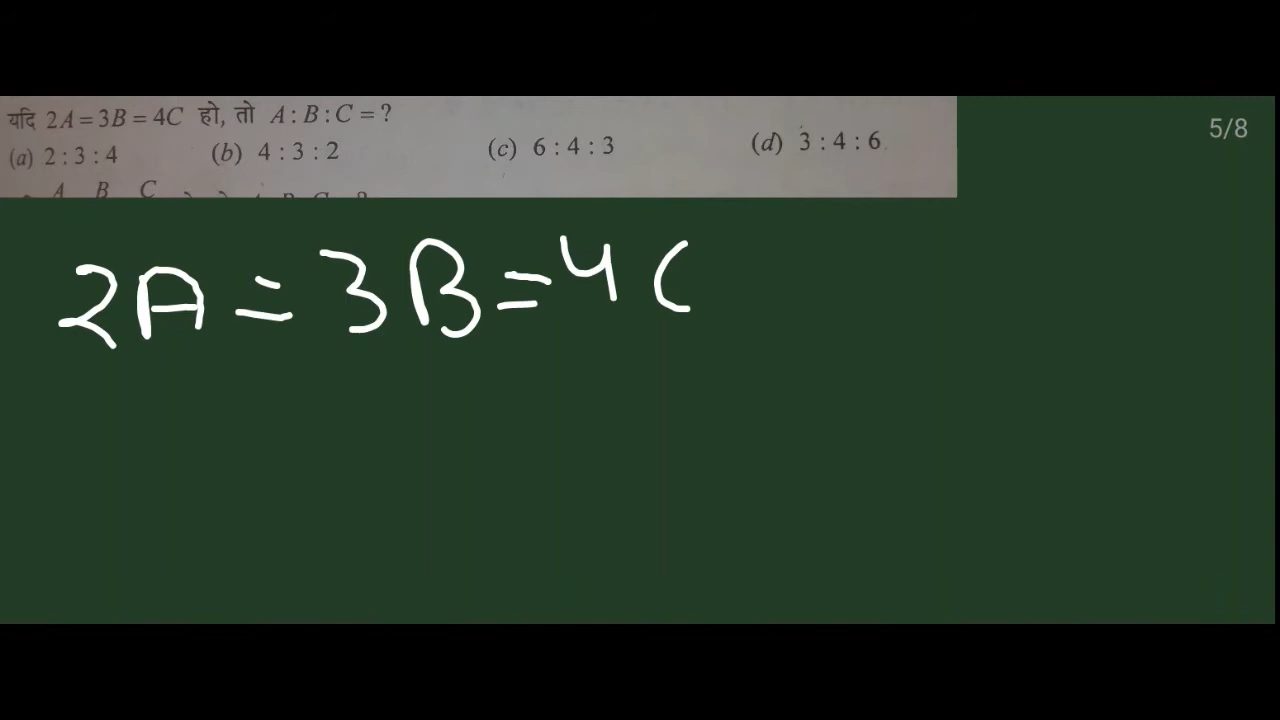 यदि 2A = 3B = 4C हो, तो A : B : C = ?
(a) 2 : 3 : 4 (b) 4 : 3 : 2 (c) 6 : 4 : 3 (d) 3 : 4 : 6
A B C
5/8
2A = 3B = 4C